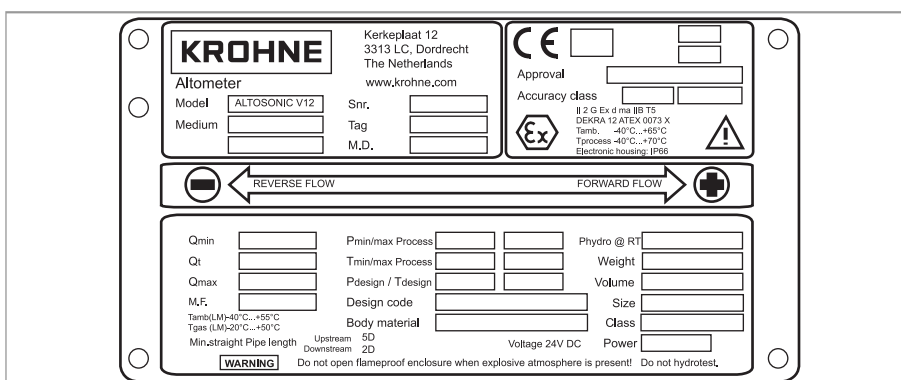 KROHNE
Altometer
Kerkeplaat 12
3313 LC, Dordrecht
The Netherlands
www.krohne.com
Model ALTOSONIC V12
Medium
Snr.
Tag
M.D.
CE
Approval
Accuracy class
Ex
II 2 G Ex d ma IIB T5
DEKRA 12 ATEX 0073 X
Tamb. -40°C...+65°C
Tprocess -40°C...+70°C
Electronic housing: IP66
REVERSE FLOW FORWARD FLOW
Qmin
Qt
Qmax
M.F.
Tamb(LM)-40°C...+55°C
Tgas (LM)-20°C...+50°C
Min.straight Pipe length Upstream 5D
Downstream 2D
Pmin/max Process
Tmin/max Process
Pdesign / Tdesign
Design code
Body material
Voltage 24V DC
Phydro @ RT
Weight
Volume
Size
Class
Power
WARNING Do not open flameproof enclosure when explosive atmosphere is present! Do not hydrotest.